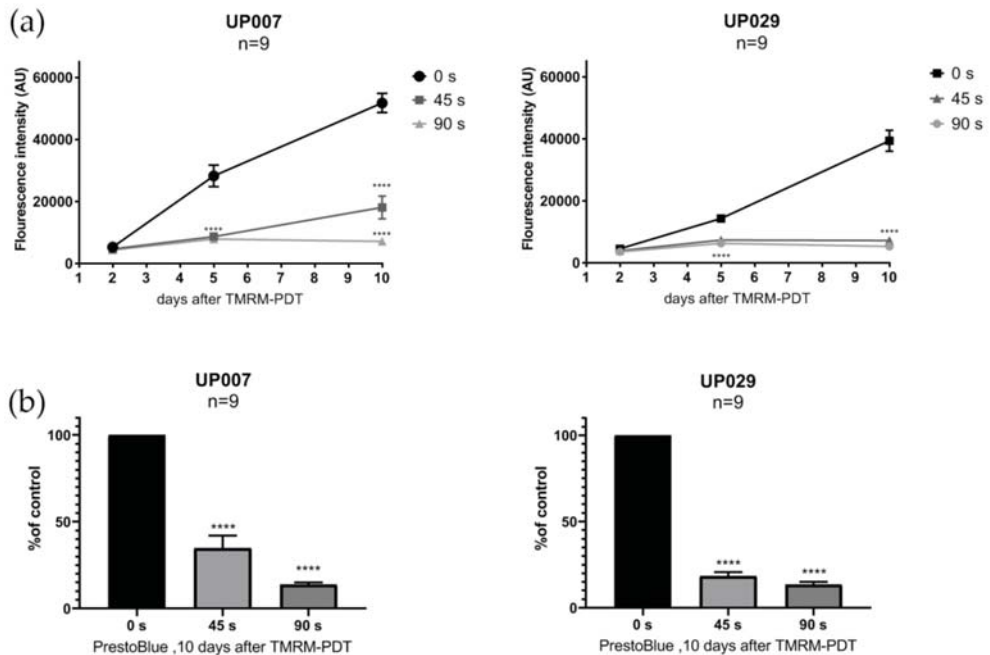 (a)
UP007
n=9
Flourescence intensity (AU)
60000
40000
20000
0
1 2 3 4 5 6 7 8 9 10
days after TMRM-PDT
0 s
45 s
90 s
****
****
****
UP029
n=9
Flourescence intensity (AU)
60000
40000
20000
0
1 2 3 4 5 6 7 8 9 10
days after TMRM-PDT
0 s
45 s
90 s
****
****
(b)
UP007
n=9
%of control
100
50
0
****
****
0 s 45 s 90 s
PrestoBlue ,10 days after TMRM-PDT
UP029
n=9
%of control
100
50
0
****
****
0 s 45 s 90 s
PrestoBlue ,10 days after TMRM-PDT